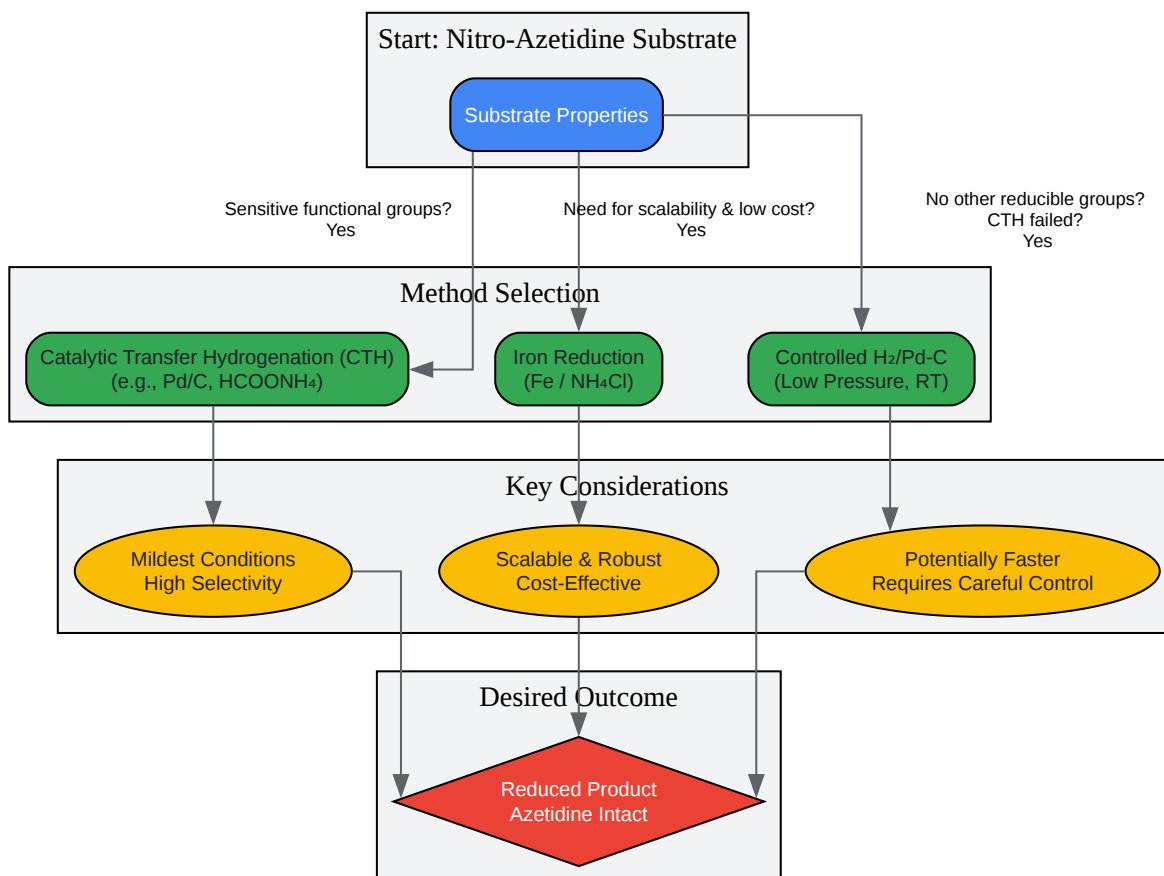 Start: Nitro-Azetidine Substrate
Substrate Properties
Sensitive functional groups?
Yes
Need for scalability & low cost?
Yes
No other reducible groups?
CTH failed?
Yes
Method Selection
Catalytic Transfer Hydrogenation (CTH)
(e.g., Pd/C, HCOONH₄)
Iron Reduction
(Fe / NH₄Cl)
Controlled H₂/Pd-C
(Low Pressure, RT)
Key Considerations
Mildest Conditions
High Selectivity
Scalable & Robust
Cost-Effective
Potentially Faster
Requires Careful Control
Desired Outcome
Reduced Product
Azetidine Intact